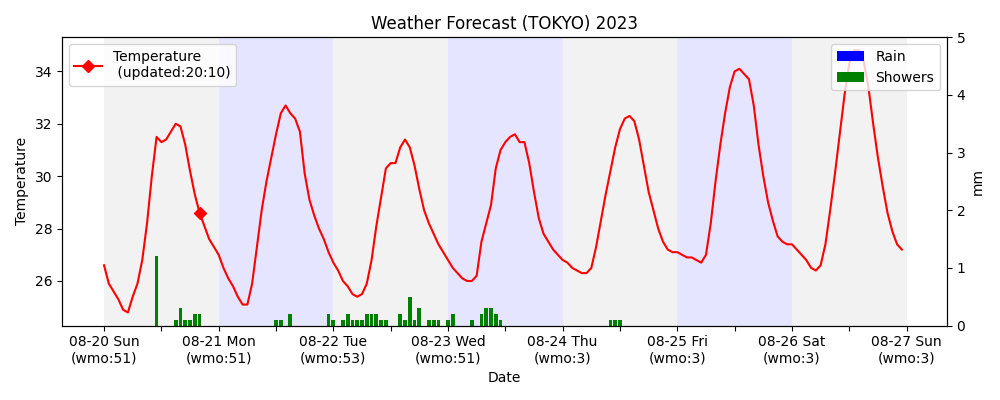 Weather Forecast (TOKYO) 2023
Temperature
(updated:20:10)
Rain
Showers
Temperature
34
32
30
28
26
5
4
3
2
1
0
mm
08-20 Sun
(wmo:51)
08-21 Mon
(wmo:51)
08-22 Tue
(wmo:53)
08-23 Wed
(wmo:51)
08-24 Thu
(wmo:3)
08-25 Fri
(wmo:3)
08-26 Sat
(wmo:3)
08-27 Sun
(wmo:3)
Date